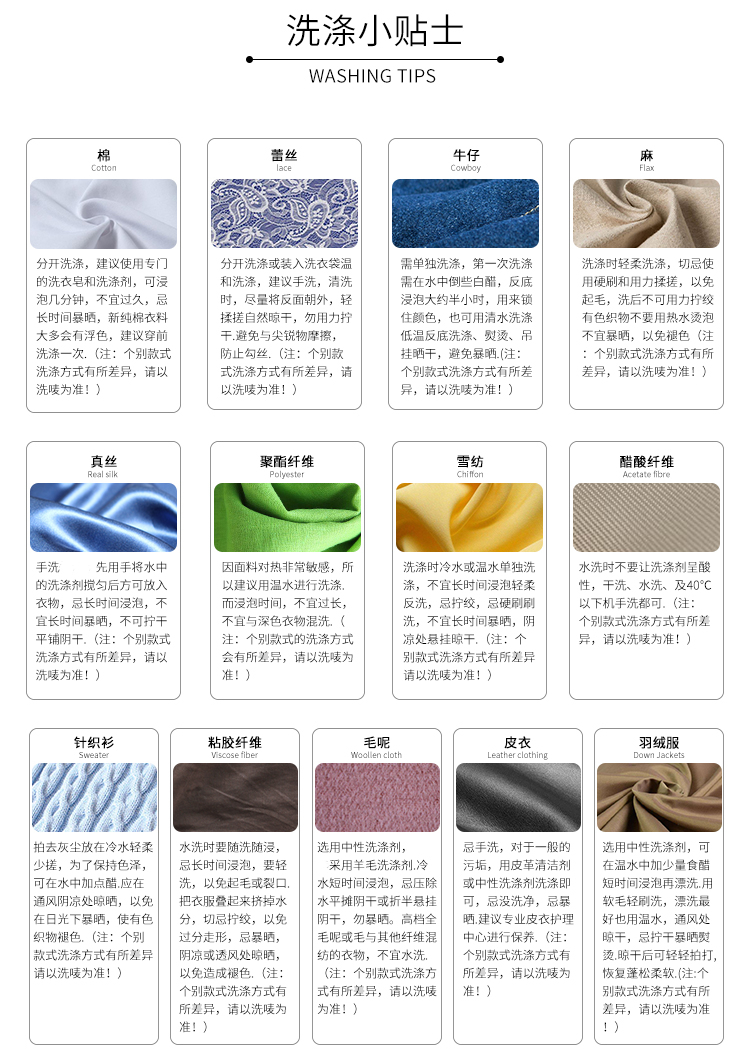 洗涤小贴士
WASHING TIPS
棉
Cotton
分开洗涤，建议使用专门
的洗衣皂和洗涤剂，可浸
泡几分钟，不宜过久，忌
长时间暴晒，新纯棉衣料
大多会有浮色，建议穿前
洗涤一次.（注：个别款式
洗涤方式有所差异，请以
洗唛为准！）
蕾丝
lace
分开洗涤或装入洗衣袋温
和洗涤，建议手洗，清洗
时，尽量将反面朝外，轻
揉搓自然晾干，勿用力拧
干.避免与尖锐物摩擦，
防止勾丝.（注：个别款
式洗涤方式有所差异，请
以洗唛为准！）
牛仔
Cowboy
需单独洗涤，第一次洗涤
需在水中倒些白醋，反底
浸泡大约半小时，用来锁
住颜色，也可用清水洗涤
低温反底洗涤、熨烫、吊
挂晒干，避免暴晒.(注：
个别款式洗涤方式有所差
异，请以洗唛为准！）
麻
Flax
洗涤时轻柔洗涤，切忌使
用硬刷和用力揉搓，以免
起毛，洗后不可用力拧绞
有色织物不要用热水烫泡
不宜暴晒，以免褪色（注
：个别款式洗涤方式有所
差异，请以洗唛为准！）
真丝
Real silk
手洗　　　先用手将水中
的洗涤剂搅匀后方可放入
衣物，忌长时间浸泡，不
宜长时间暴晒，不可拧干
平铺阴干.（注：个别款式
洗涤方式有所差异，请以
洗唛为准！）
聚酯纤维
Polyester
因面料对热非常敏感，所
以建议用温水进行洗涤.
而浸泡时间，不宜过长，
不宜与深色衣物混洗.（
注：个别款式的洗涤方式
会有所差异，请以洗唛为
准！）
雪纺
Chiffon
洗涤时冷水或温水单独洗
涤，不宜长时间浸泡轻柔
反洗，忌拧绞，忌硬刷刷
洗，不宜长时间暴晒，阴
凉处悬挂晾干.（注：个
别款式洗涤方式有所差异
，请以洗唛为准！）
醋酸纤维
Acetate fibre
水洗时不要让洗涤剂呈酸
性，干洗、水洗、及40℃
以下机手洗都可.（注：
个别款式洗涤方式有所差
异，请以洗唛为准！）
针织衫
Sweater
拍去灰尘放在冷水轻柔
少搓，为了保持色泽，
可在水中加点醋.应在
通风阴凉处晾晒，以免
在日光下暴晒，使有色
织物褪色.（注：个别
款式洗涤方式有所差异
请以洗唛为准！）
粘胶纤维
Viscose fiber
水洗时要随洗随浸，
忌长时间浸泡，要轻
洗，以免起毛或裂口.
把衣服叠起来挤掉水
分，切忌拧绞，以免
过分走形，忌暴晒，
阴凉或透风处晾晒，
以免造成褪色.（注：
个别款式洗涤方式有
所差异，请以洗唛为
准！）
毛呢
Woollen cloth
选用中性洗涤剂，
采用羊毛洗涤剂.冷
水短时间浸泡，忌压除
水平摊阴干或折半悬挂
阴干，勿暴晒。高档全
毛呢或毛与其他纤维混
纺的衣物，不宜水洗.
（注：个别款式洗涤方
式有所差异，请以洗唛
为准！）
皮衣
Leather clothing
忌手洗，对于一般的
污垢，用皮革清洁剂
或中性洗涤剂洗涤即
可，忌没洗净，忌暴
晒.建议专业皮衣护理
中心进行保养.（注：
个别款式洗涤方式有
所差异，请以洗唛为
准！）
羽绒服
Down Jackets
选用中性洗涤剂，可
在温水中加少量食醋
短时间浸泡再漂洗.用
软毛轻刷洗，漂洗最
好也用温水，通风处
晾干，忌拧干暴晒熨
烫.晾干后可轻轻拍打,
恢复蓬松柔软.(注:个
别款式洗涤方式有所
差异，请以洗唛为准
！）